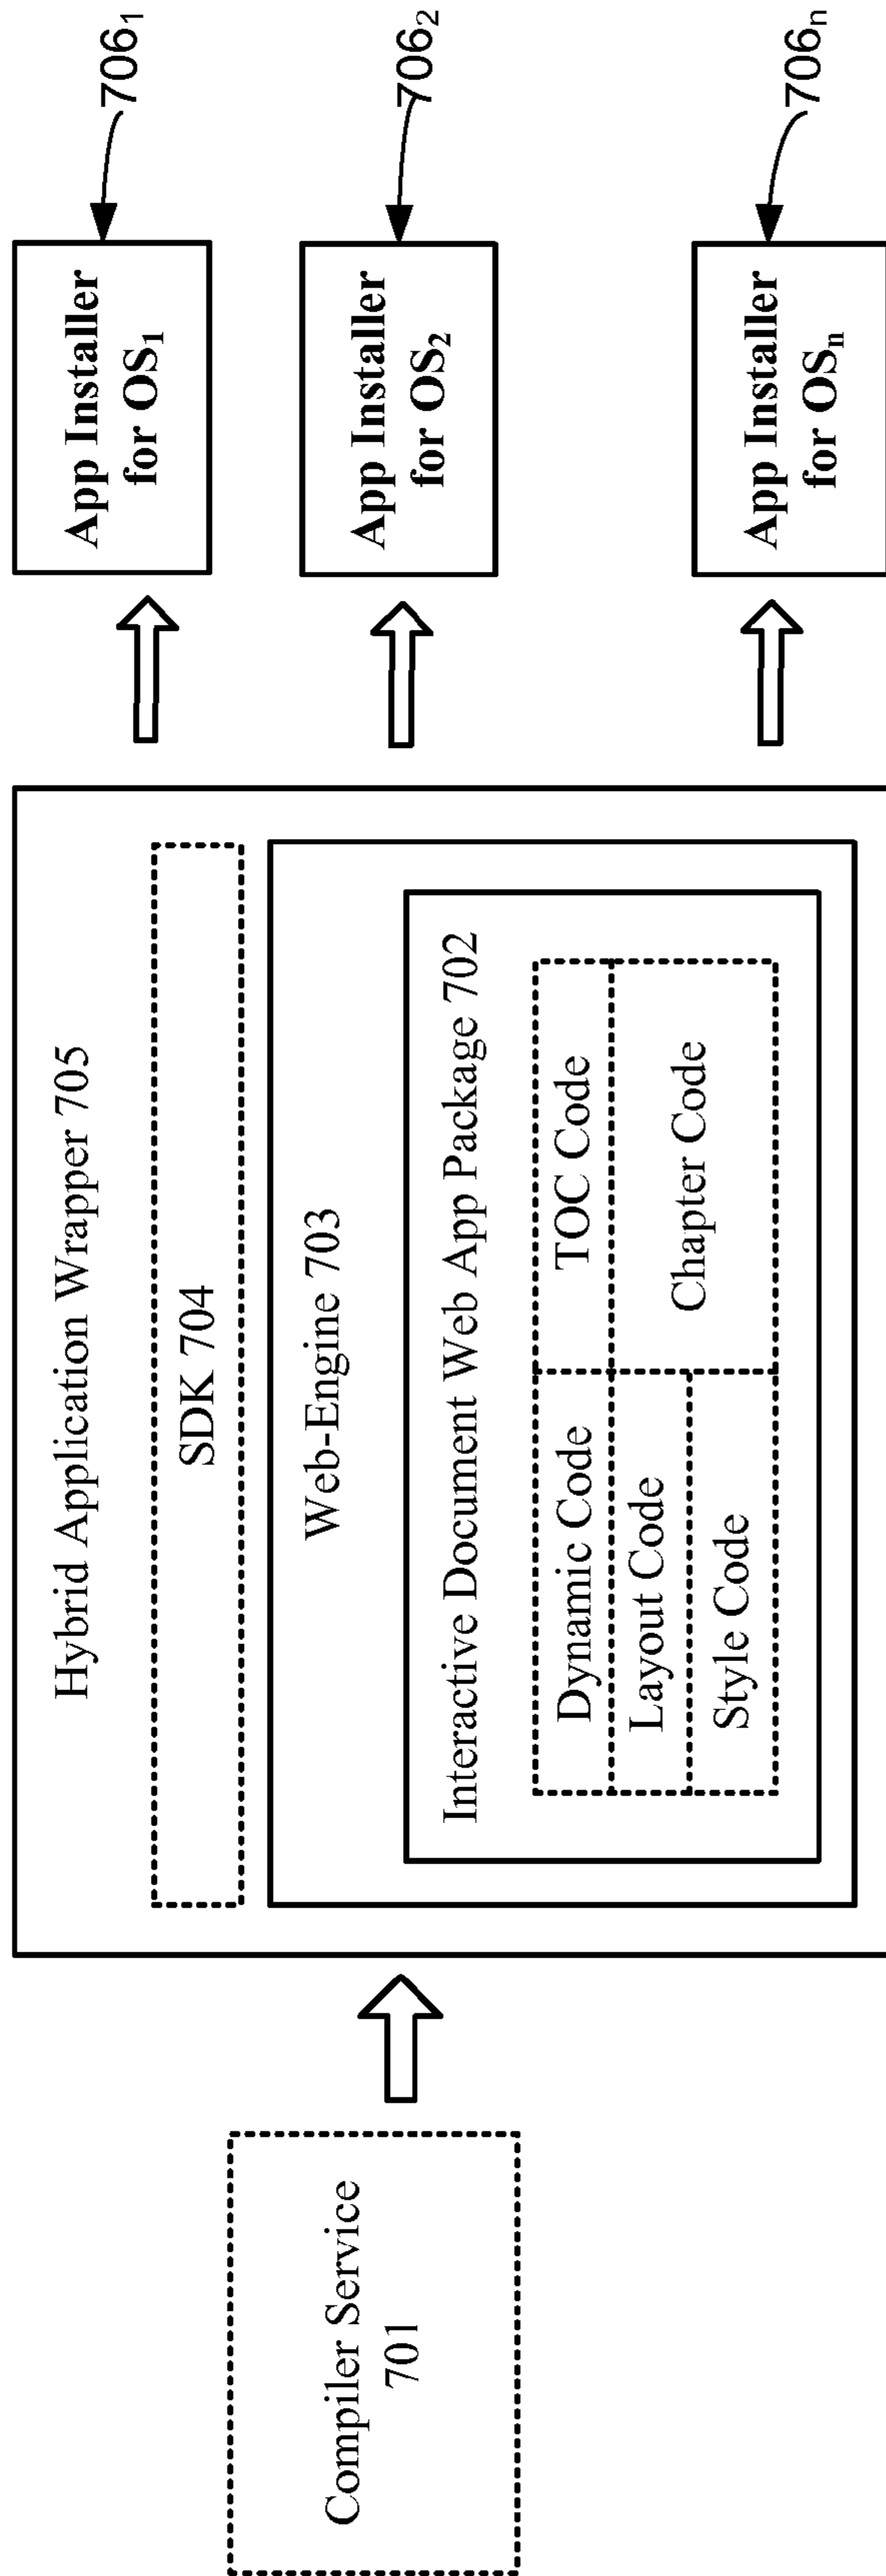 Compiler Service
701
Hybrid Application Wrapper 705
SDK 704
Web-Engine 703
Interactive Document Web App Package 702
Dynamic Code
TOC Code
Layout Code
Chapter Code
Style Code
App Installer
for OS₁
706₁
App Installer
for OS₂
706₂
App Installer
for OSₙ
706ₙ